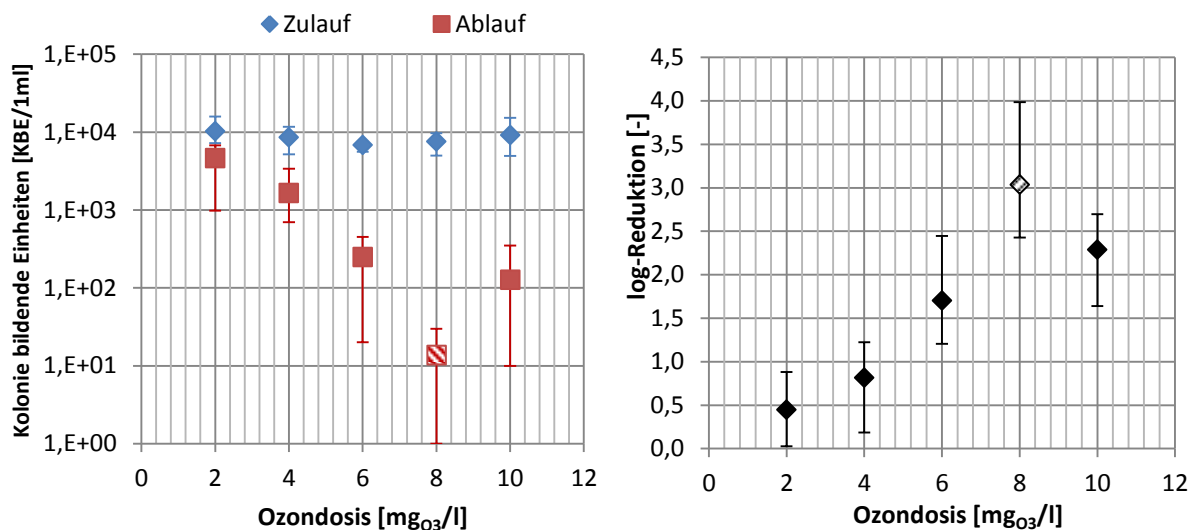 Zulauf Ablauf
Kolonie bildende Einheiten [KBE/1ml]
1,E+05
1,E+04
1,E+03
1,E+02
1,E+01
1,E+00
0 2 4 6 8 10 12
Ozondosis [mgO3/l]
log-Reduktion [-]
4,5
4,0
3,5
3,0
2,5
2,0
1,5
1,0
0,5
0,0
0 2 4 6 8 10 12
Ozondosis [mgO3/l]